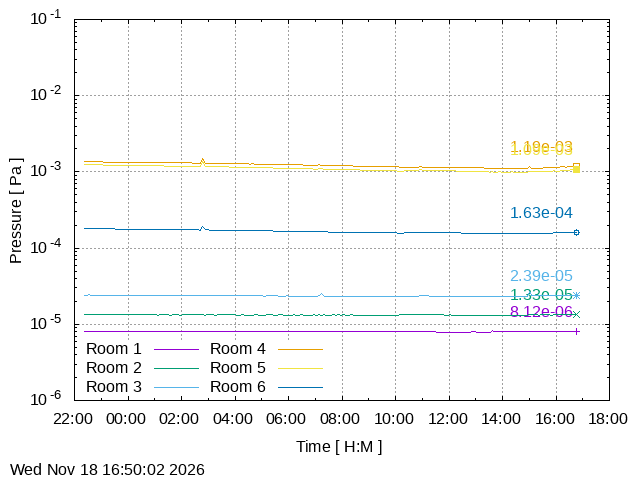 10^-1
10^-2
10^-3
10^-4
10^-5
10^-6
Pressure [ Pa ]
1.19e-03
1.63e-04
2.39e-05
1.33e-05
8.12e-06
Room 1 Room 4
Room 2 Room 5
Room 3 Room 6
22:00 00:00 02:00 04:00 06:00 08:00 10:00 12:00 14:00 16:00 18:00
Time [ H:M ]
Wed Nov 18 16:50:02 2026